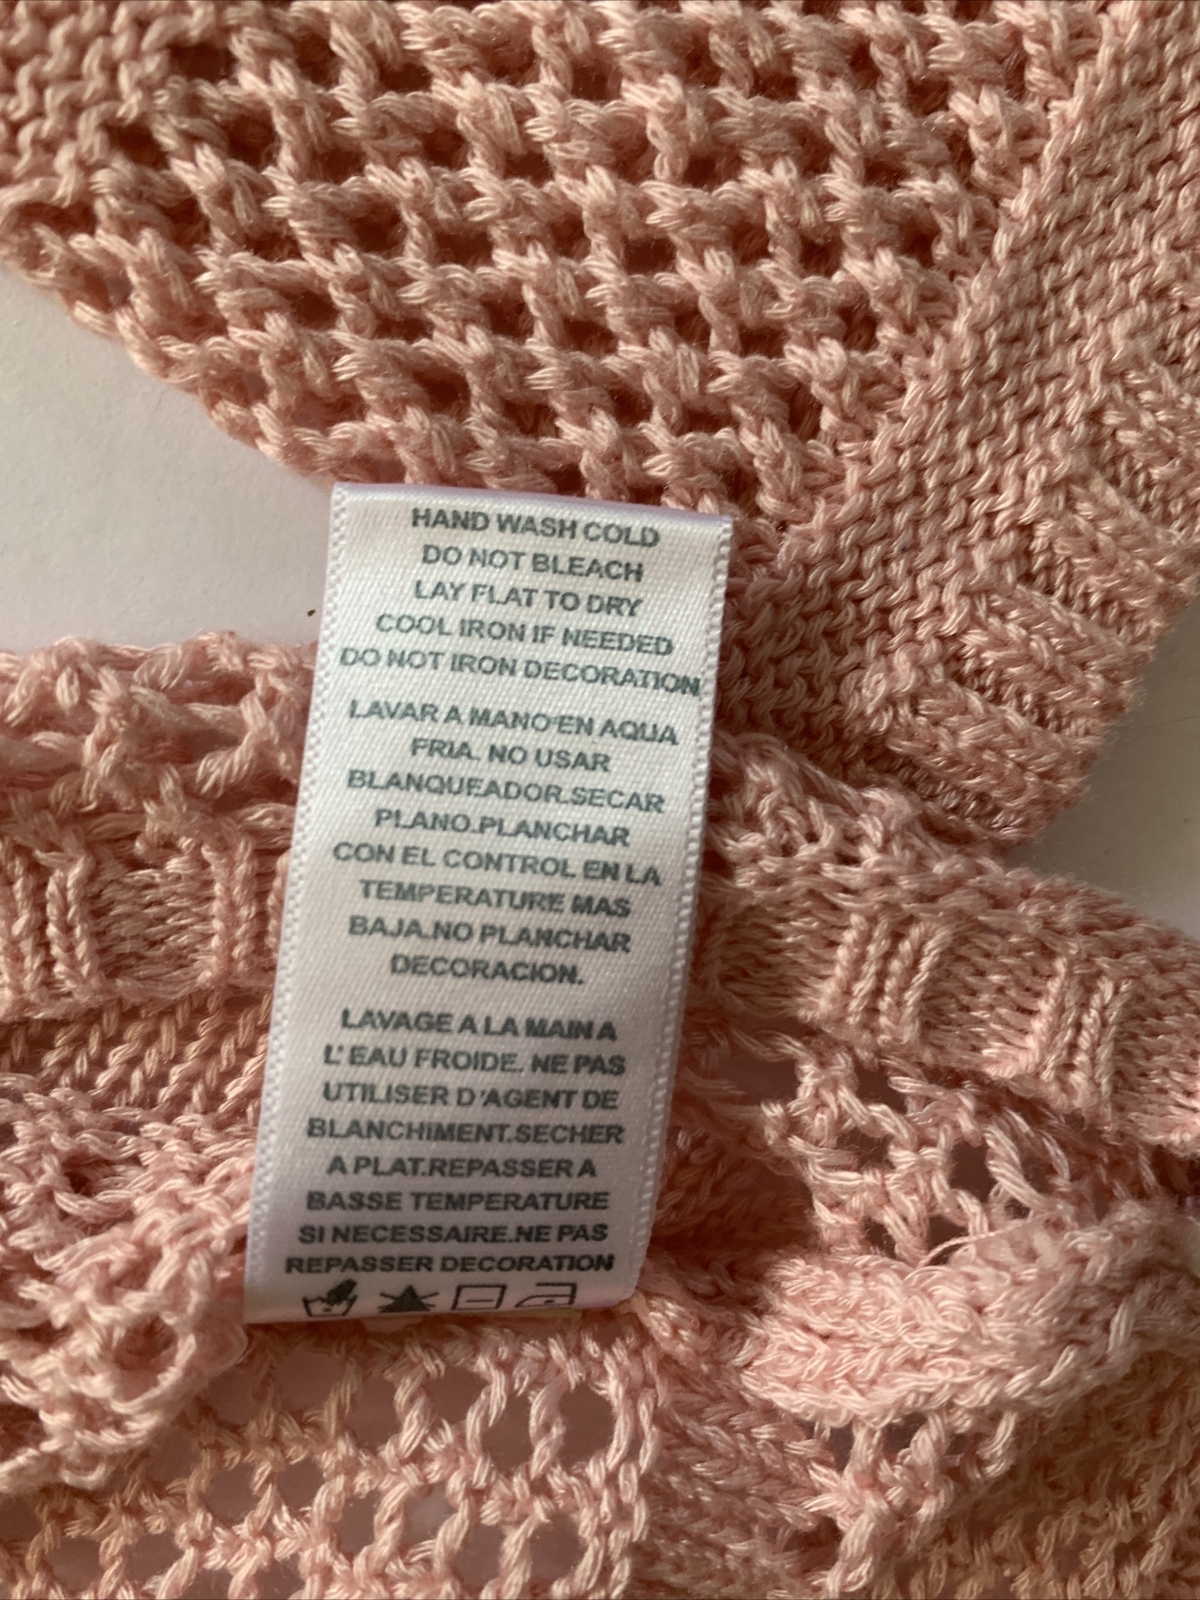 HAND WASH COLD
DO NOT BLEACH
LAY FLAT TO DRY
COOL IRON IF NEEDED
DO NOT IRON DECORATION
LAVAR A MANO EN AQUA
FRIA. NO USAR
BLANQUEADOR.SECAR
PLANO.PLANCHAR
CON EL CONTROL EN LA
TEMPERATURE MAS
BAJA.NO PLANCHAR
DECORACION.
LAVAGE A LA MAIN A
L' EAU FROIDE. NE PAS
UTILISER D'AGENT DE
BLANCHIMENT.SECHER
A PLAT.REPASSER A
BASSE TEMPERATURE
SI NECESSAIRE.NE PAS
REPASSER DECORATION